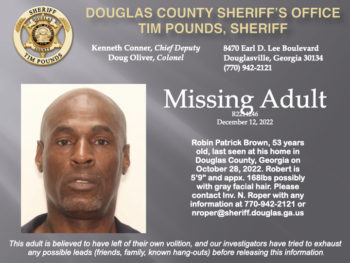 SHERIFF
DOUGLAS COUNTY
TIM POUNDS
DOUGLAS COUNTY SHERIFF'S OFFICE
TIM POUNDS, SHERIFF
Kenneth Conner, Chief Deputy
Doug Oliver, Colonel
8470 Earl D. Lee Boulevard
Douglasville, Georgia 30134
(770) 942-2121
Missing Adult
December 12, 2022
Robin Patrick Brown, 53 years
old, last seen at his home in
Douglas County, Georgia on
October 28, 2022. Robert is
5'9" and appx. 168lbs possibly
with gray facial hair. Please
contact Inv. N. Roper with any
information at 770-942-2121 or
nroper@sheriff.douglas.ga.us
This adult is believed to have left of their own volition, and our investigators have tried to exhaust
any possible leads (friends, family, known hang-outs) before releasing this information.